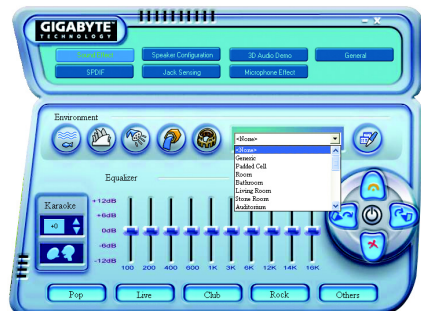 GIGABYTE™
TECHNOLOGY
Sound Effect Speaker Configuration 3D Audio Demo General
SPDIF Jack Sensing Microphone Effect
Environment
<None>
<None>
Generic
Padded Cell
Room
Bathroom
Living Room
Stone Room
Auditorium
Equalizer
Karaoke
+0
+12dB
+6dB
0dB
-6dB
-12dB
100 200 400 600 1K 3K 6K 12K 14K 16K
Pop Live Club Rock Others